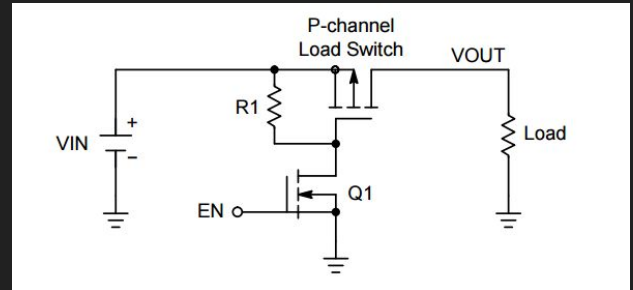 P-channel
Load Switch
VOUT
R1
+
VIN
−
Load
Q1
EN